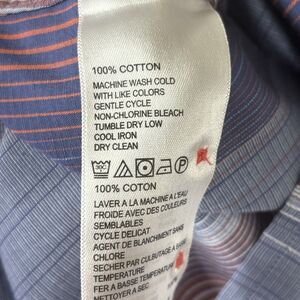 100% COTTON
MACHINE WASH COLD
WITH LIKE COLORS
GENTLE CYCLE
NON-CHLORINE BLEACH
TUMBLE DRY LOW
COOL IRON
DRY CLEAN
100% COTON
LAVER A LA MACHINE A L'EAU
FROIDE AVEC DES COULEURS
SEMBLABLES
CYCLE DELICAT
AGENT DE BLANCHIMENT SANS
CHLORE
SECHER PAR CULBUTAGE A BASSE
TEMPERATURE
FER A BASSE TEMPERATURE
NETTOYER A SEC